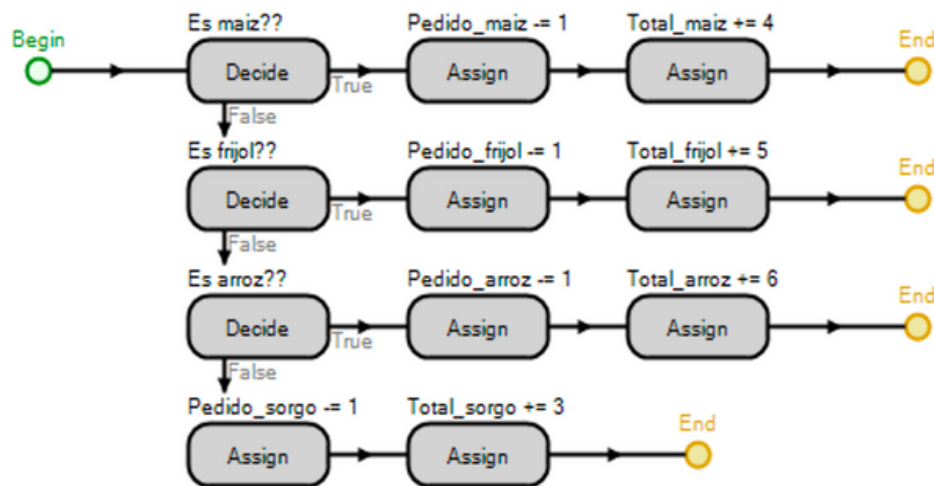 Es maiz?? Pedido_maiz -= 1 Total_maiz += 4
Begin End
Decide Assign Assign
True
False
Es frijol?? Pedido_frijol -= 1 Total_frijol += 5
End
Decide Assign Assign
True
False
Es arroz?? Pedido_arroz -= 1 Total_arroz += 6
End
Decide Assign Assign
True
False
Pedido_sorgo -= 1 Total_sorgo += 3
End
Assign Assign